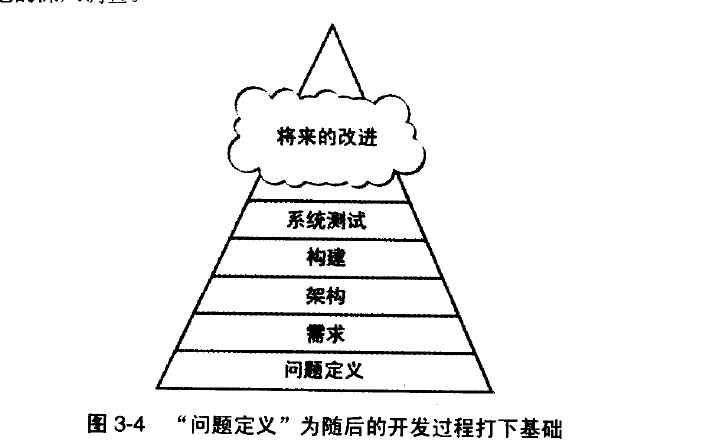 将来的改进
系统测试
构建
架构
需求
问题定义
图 3-4 “问题定义”为随后的开发过程打下基础